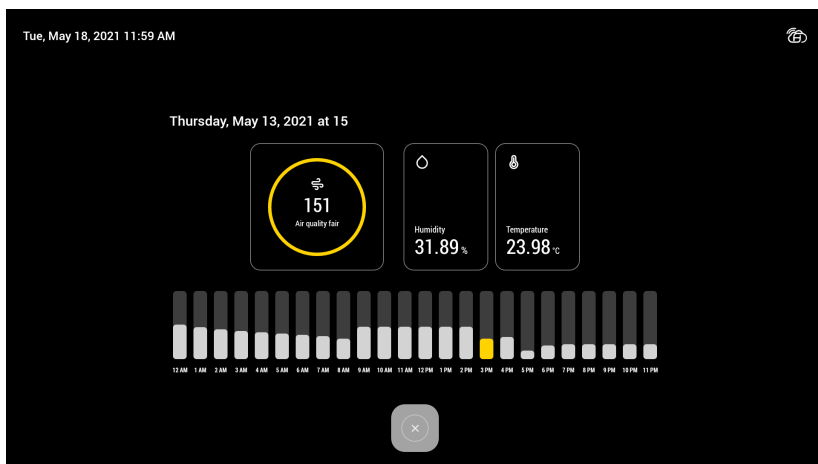 Tue, May 18, 2021 11:59 AM
Thursday, May 13, 2021 at 15
151
Air quality fair
Humidity
31.89 %
Temperature
23.98 °C
12 AM 1 AM 2 AM 3 AM 4 AM 5 AM 6 AM 7 AM 8 AM 9 AM 10 AM 11 AM 12 PM 1 PM 2 PM 3 PM 4 PM 5 PM 6 PM 7 PM 8 PM 9 PM 10 PM 11 PM